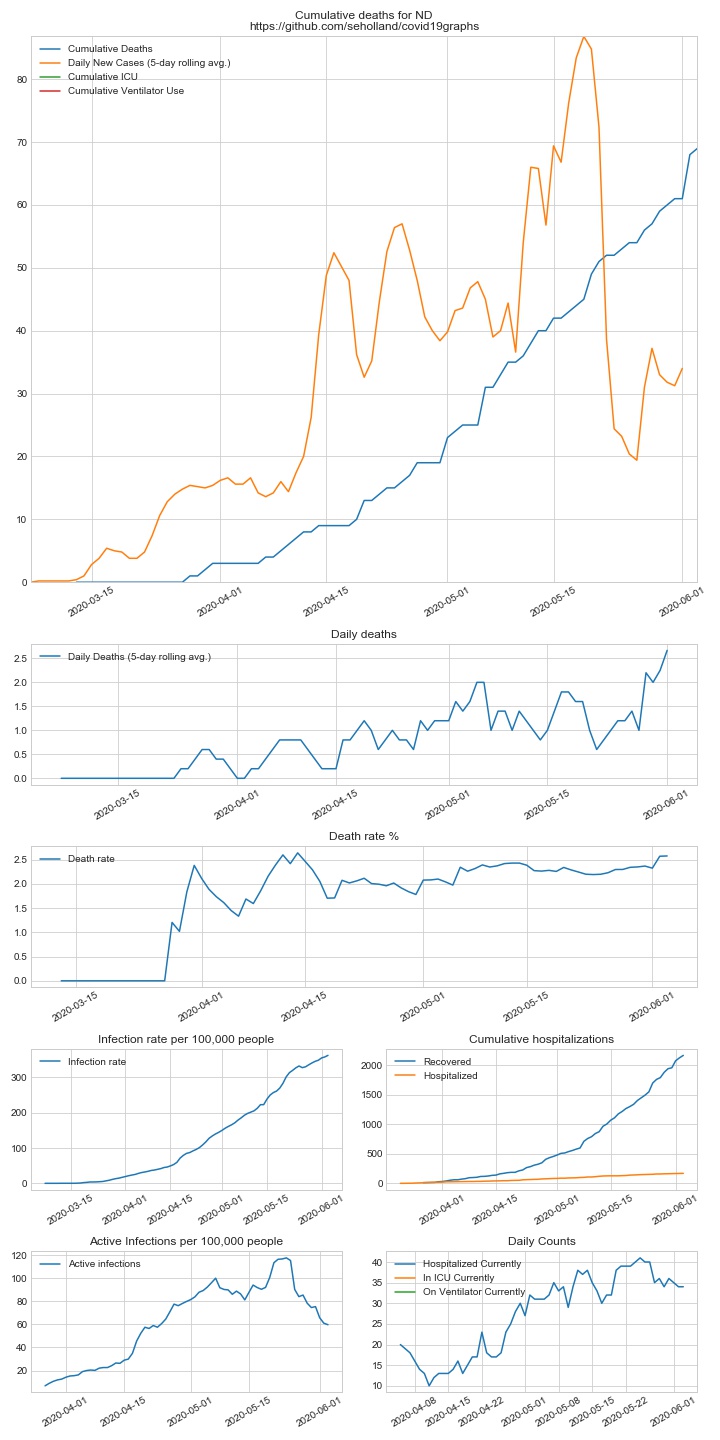 Cumulative deaths for ND
https://github.com/seholland/covid19graphs
Cumulative Deaths
Daily New Cases (5-day rolling avg.)
Cumulative ICU
Cumulative Ventilator Use
80
70
60
50
40
30
20
10
0
2020-03-15 2020-04-01 2020-04-15 2020-05-01 2020-05-15 2020-06-01
Daily deaths
Daily Deaths (5-day rolling avg.)
2.5
2.0
1.5
1.0
0.5
0.0
2020-03-15 2020-04-01 2020-04-15 2020-05-01 2020-05-15 2020-06-01
Death rate %
Death rate
2.5
2.0
1.5
1.0
0.5
0.0
2020-03-15 2020-04-01 2020-04-15 2020-05-01 2020-05-15 2020-06-01
Infection rate per 100,000 people
Infection rate
300
200
100
0
2020-03-15 2020-04-01 2020-04-15 2020-05-01 2020-05-15 2020-06-01
Cumulative hospitalizations
Recovered
Hospitalized
2000
1500
1000
500
0
2020-04-01 2020-04-15 2020-05-01 2020-05-15 2020-06-01
Active Infections per 100,000 people
Active infections
120
100
80
60
40
20
2020-04-01 2020-04-15 2020-05-01 2020-05-15 2020-06-01
Daily Counts
Hospitalized Currently
In ICU Currently
On Ventilator Currently
40
35
30
25
20
15
10
2020-04-08 2020-04-15 2020-04-22 2020-05-01 2020-05-08 2020-05-15 2020-05-22 2020-06-01